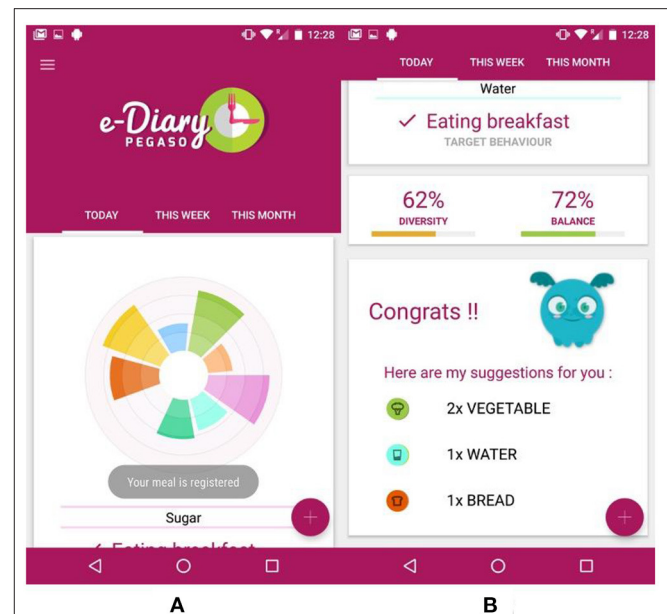 12:28
e-Diary
PEGASO
TODAY THIS WEEK THIS MONTH
Your meal is registered
Sugar
Eating breakfast
A
12:28
TODAY THIS WEEK THIS MONTH
Water
Eating breakfast
TARGET BEHAVIOUR
62% 72%
DIVERSITY BALANCE
Congrats !!
Here are my suggestions for you :
2x VEGETABLE
1x WATER
1x BREAD
B